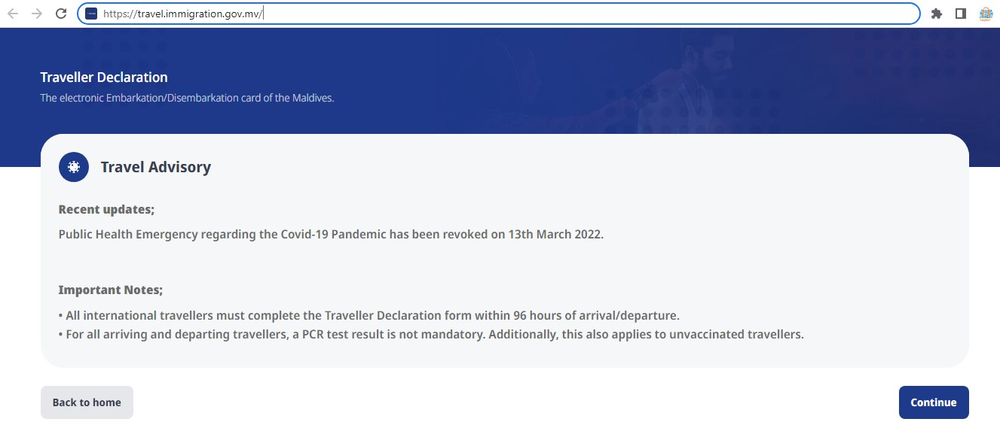 https://travel.immigration.gov.mv/
Traveller Declaration
The electronic Embarkation/Disembarkation card of the Maldives.
Travel Advisory
Recent updates;
Public Health Emergency regarding the Covid-19 Pandemic has been revoked on 13th March 2022.
Important Notes;
• All international travellers must complete the Traveller Declaration form within 96 hours of arrival/departure.
• For all arriving and departing travellers, a PCR test result is not mandatory. Additionally, this also applies to unvaccinated travellers.
Back to home
Continue